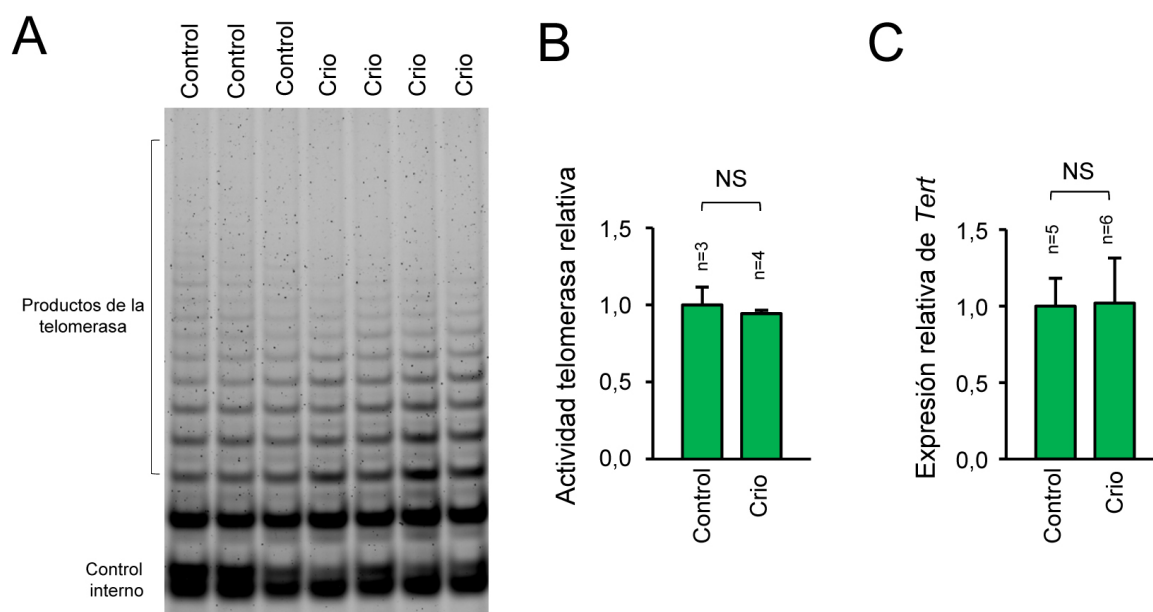 A
Control
Control
Control
Crio
Crio
Crio
Crio
Productos de la
telomerasa
Control
interno
B
Actividad telomerasa relativa
NS
1,5
1,0
0,5
0,0
n=3
n=4
Control
Crio
C
Expresión relativa de Tert
NS
1,5
1,0
0,5
0,0
n=5
n=6
Control
Crio